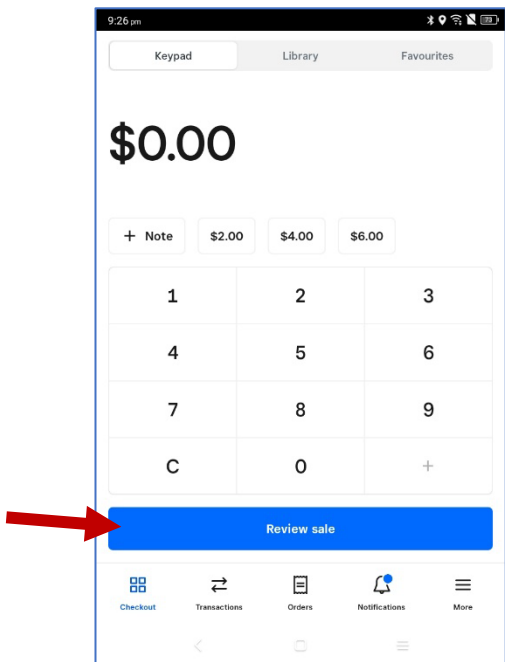 9:26 pm 73
Keypad Library Favourites
$0.00
+ Note $2.00 $4.00 $6.00
1 2 3
4 5 6
7 8 9
C 0 +
Review sale
Checkout Transactions Orders Notifications More